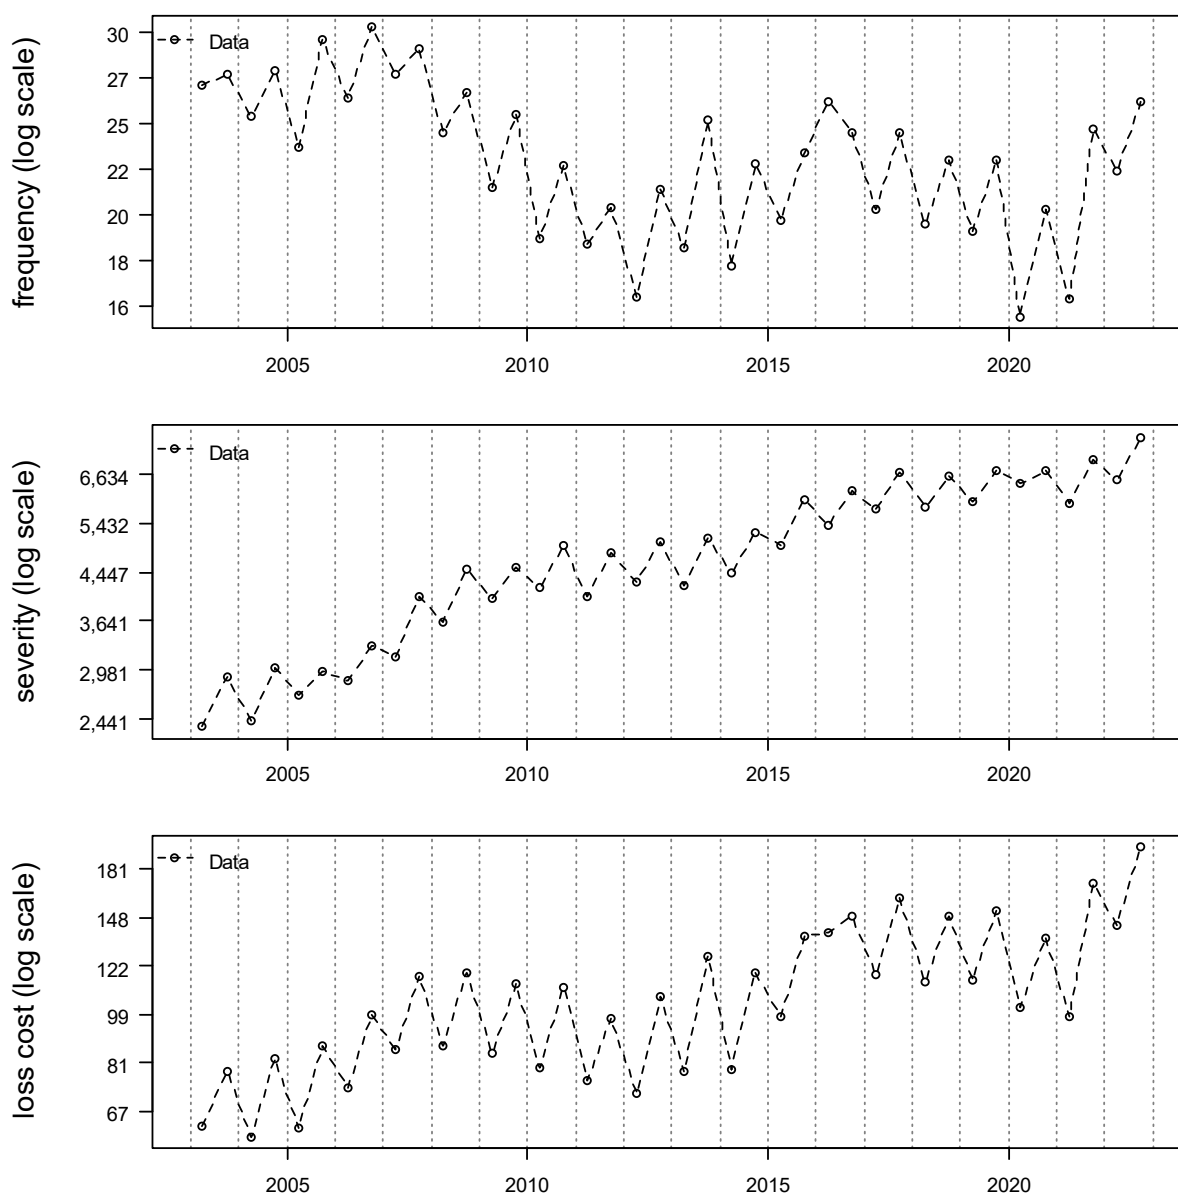 frequency (log scale)
Data
30
27
25
22
20
18
16
2005 2010 2015 2020
severity (log scale)
Data
6,634
5,432
4,447
3,641
2,981
2,441
2005 2010 2015 2020
loss cost (log scale)
Data
181
148
122
99
81
67
2005 2010 2015 2020